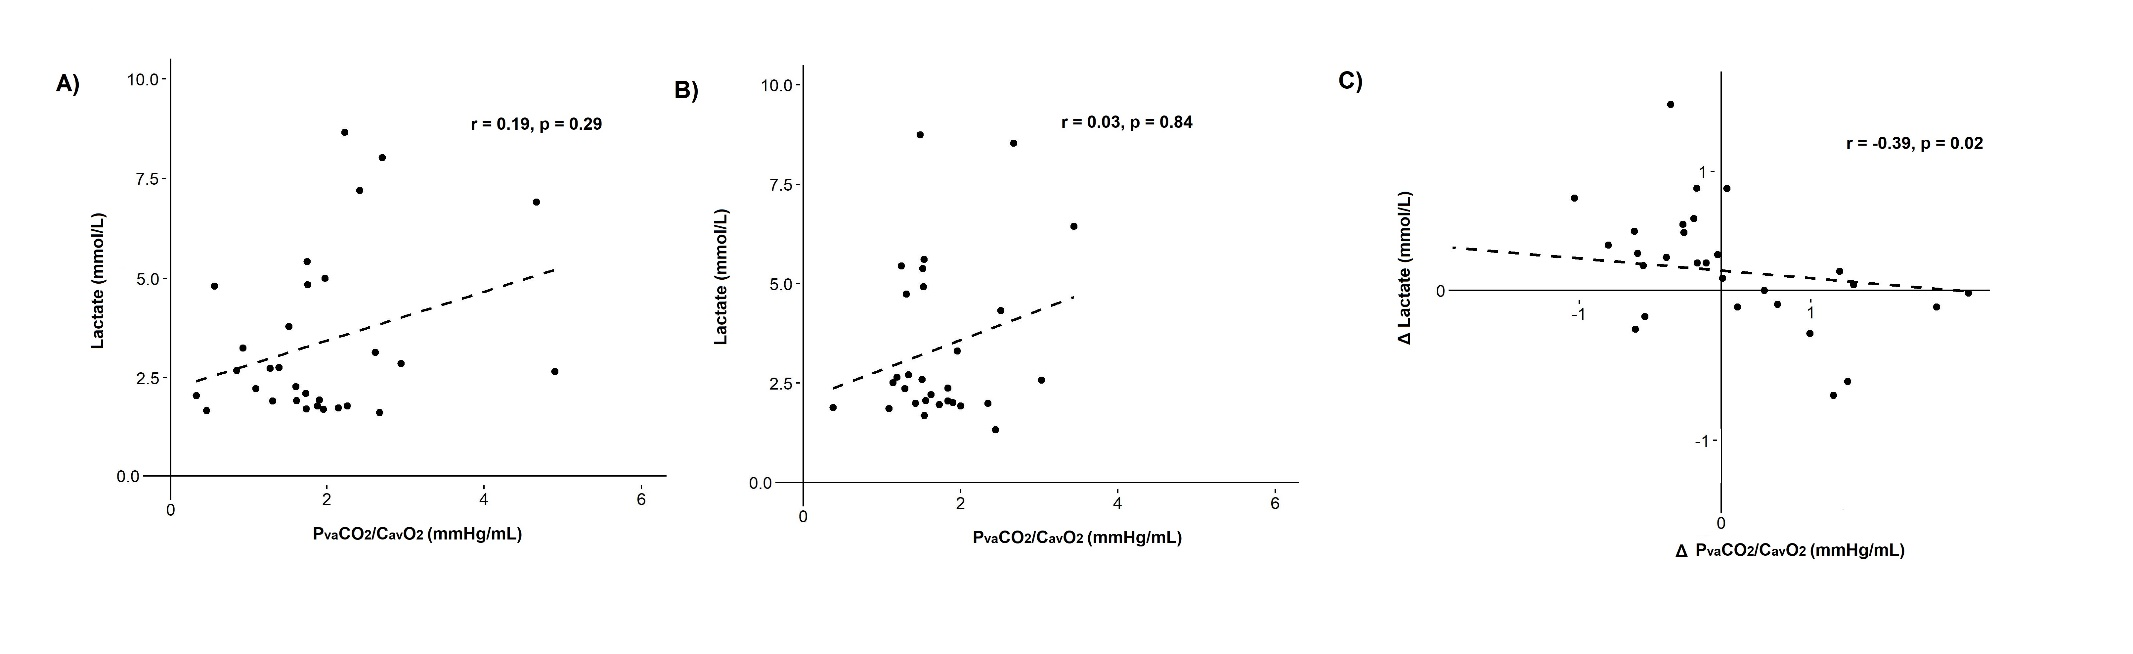 A)
10.0
7.5
5.0
2.5
0.0
0
2
4
6
Lactate (mmol/L)
r = 0.19, p = 0.29
PvaCO2/CavO2 (mmHg/mL)
B)
10.0
7.5
5.0
2.5
0.0
0
2
4
6
Lactate (mmol/L)
r = 0.03, p = 0.84
PvaCO2/CavO2 (mmHg/mL)
C)
1
0
-1
-1
1
0
Δ Lactate (mmol/L)
r = -0.39, p = 0.02
Δ PvaCO2/CavO2 (mmHg/mL)